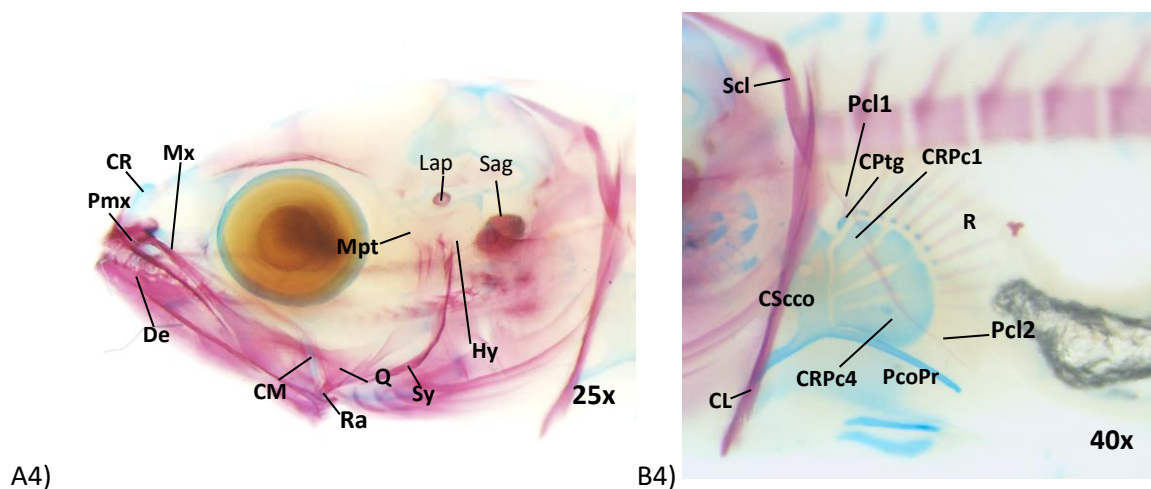 CR
Mx
Pmx
Lap
Sag
Mpt
De
Hy
CM
Q
Sy
Ra
25x
A4)
Scl
Pcl1
CPtg
CRPc1
R
CScco
Pcl2
CRPc4
PcoPr
CL
40x
B4)